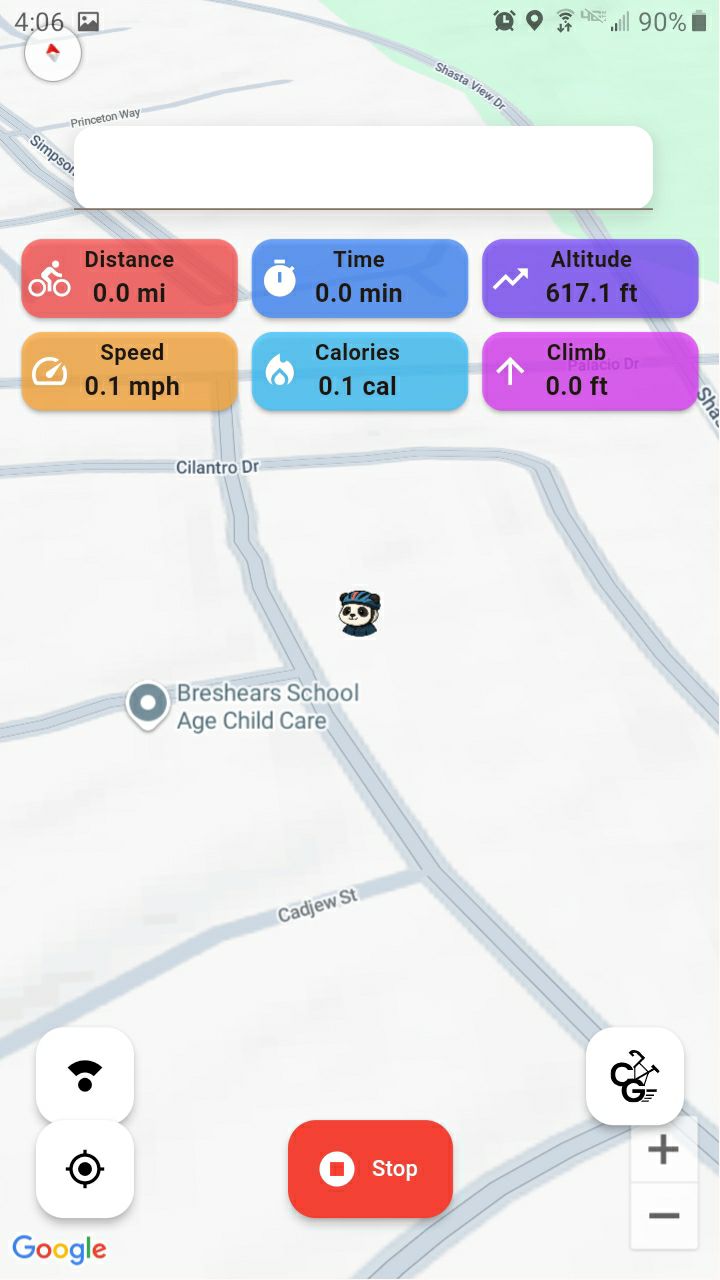 4:06
90%
Shasta View Dr
Princeton Way
Distance
0.0 mi
Time
0.0 min
Altitude
617.1 ft
Speed
0.1 mph
Calories
0.1 cal
Climb
0.0 ft
Palacio Dr
Cilantro Dr
Breshears School
Age Child Care
Cadjew St
CG
Stop
Google